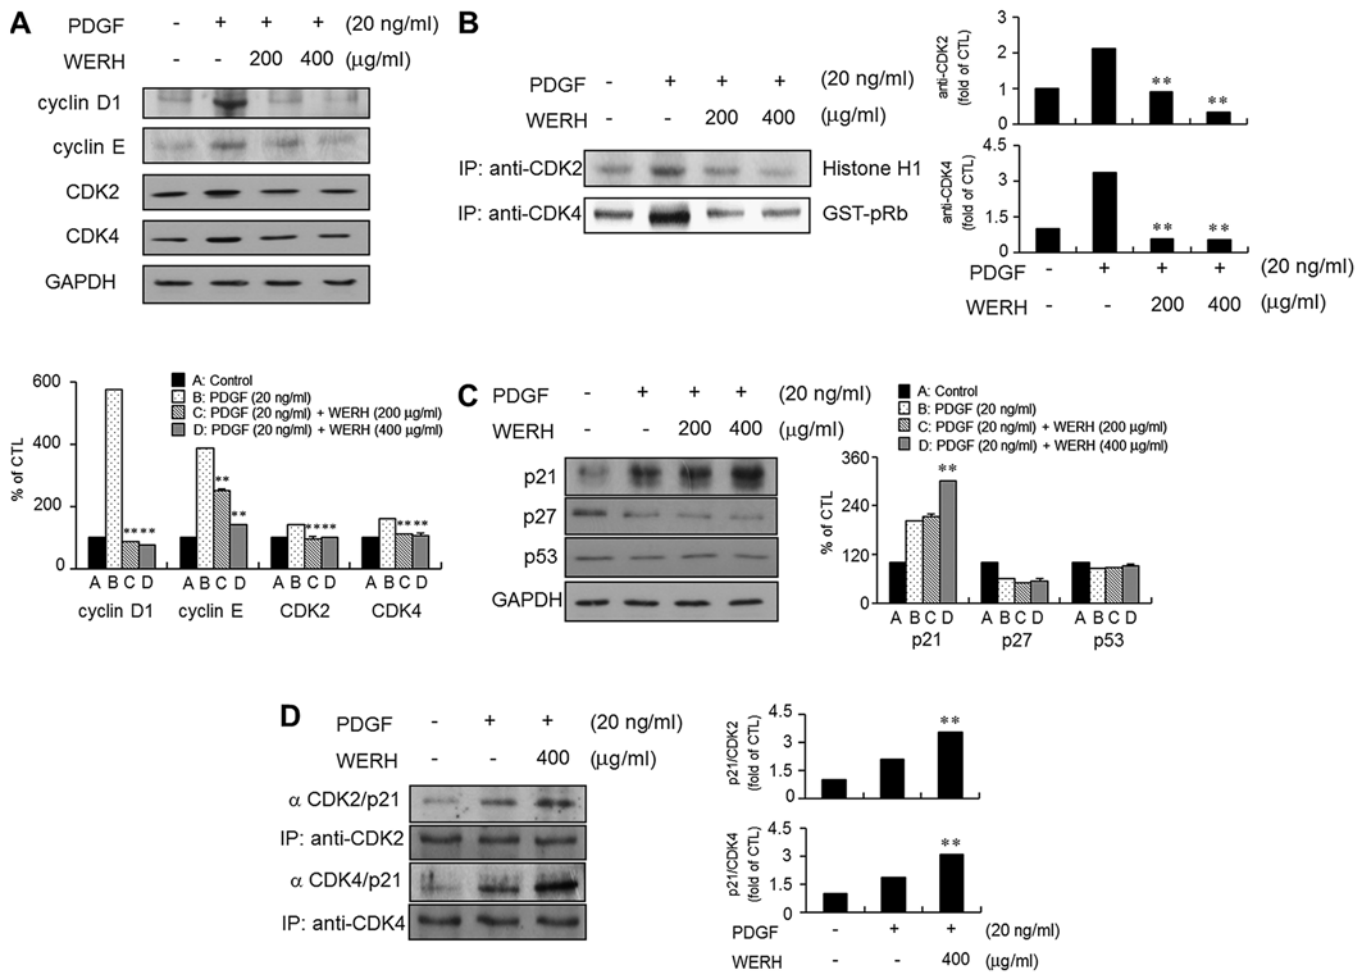 A
PDGF - + + + (20 ng/ml)
WERH - - 200 400 (μg/ml)
cyclin D1
cyclin E
CDK2
CDK4
GAPDH
% of CTL
600
400
200
0
A: Control
B: PDGF (20 ng/ml)
C: PDGF (20 ng/ml) + WERH (200 μg/ml)
D: PDGF (20 ng/ml) + WERH (400 μg/ml)
** ** ** ** ** ** ** **
A B C D A B C D A B C D A B C D
cyclin D1 cyclin E CDK2 CDK4
B
PDGF - + + + (20 ng/ml)
WERH - - 200 400 (μg/ml)
IP: anti-CDK2 Histone H1
IP: anti-CDK4 GST-pRb
anti-CDK2
(fold of CTL)
3
2
1
0
** **
anti-CDK4
(fold of CTL)
4.5
3
1.5
0
** **
PDGF - + + + (20 ng/ml)
WERH - - 200 400 (μg/ml)
C
PDGF - + + + (20 ng/ml)
WERH - - 200 400 (μg/ml)
p21
p27
p53
GAPDH
A: Control
B: PDGF (20 ng/ml)
C: PDGF (20 ng/ml) + WERH (200 μg/ml)
D: PDGF (20 ng/ml) + WERH (400 μg/ml)
% of CTL
360
240
120
0
**
A B C D A B C D A B C D
p21 p27 p53
D
PDGF - + + (20 ng/ml)
WERH - - 400 (μg/ml)
α CDK2/p21
IP: anti-CDK2
α CDK4/p21
IP: anti-CDK4
p21/CDK2
(fold of CTL)
4.5
3
1.5
0
**
p21/CDK4
(fold of CTL)
4.5
3
1.5
0
**
PDGF - + + (20 ng/ml)
WERH - - 400 (μg/ml)